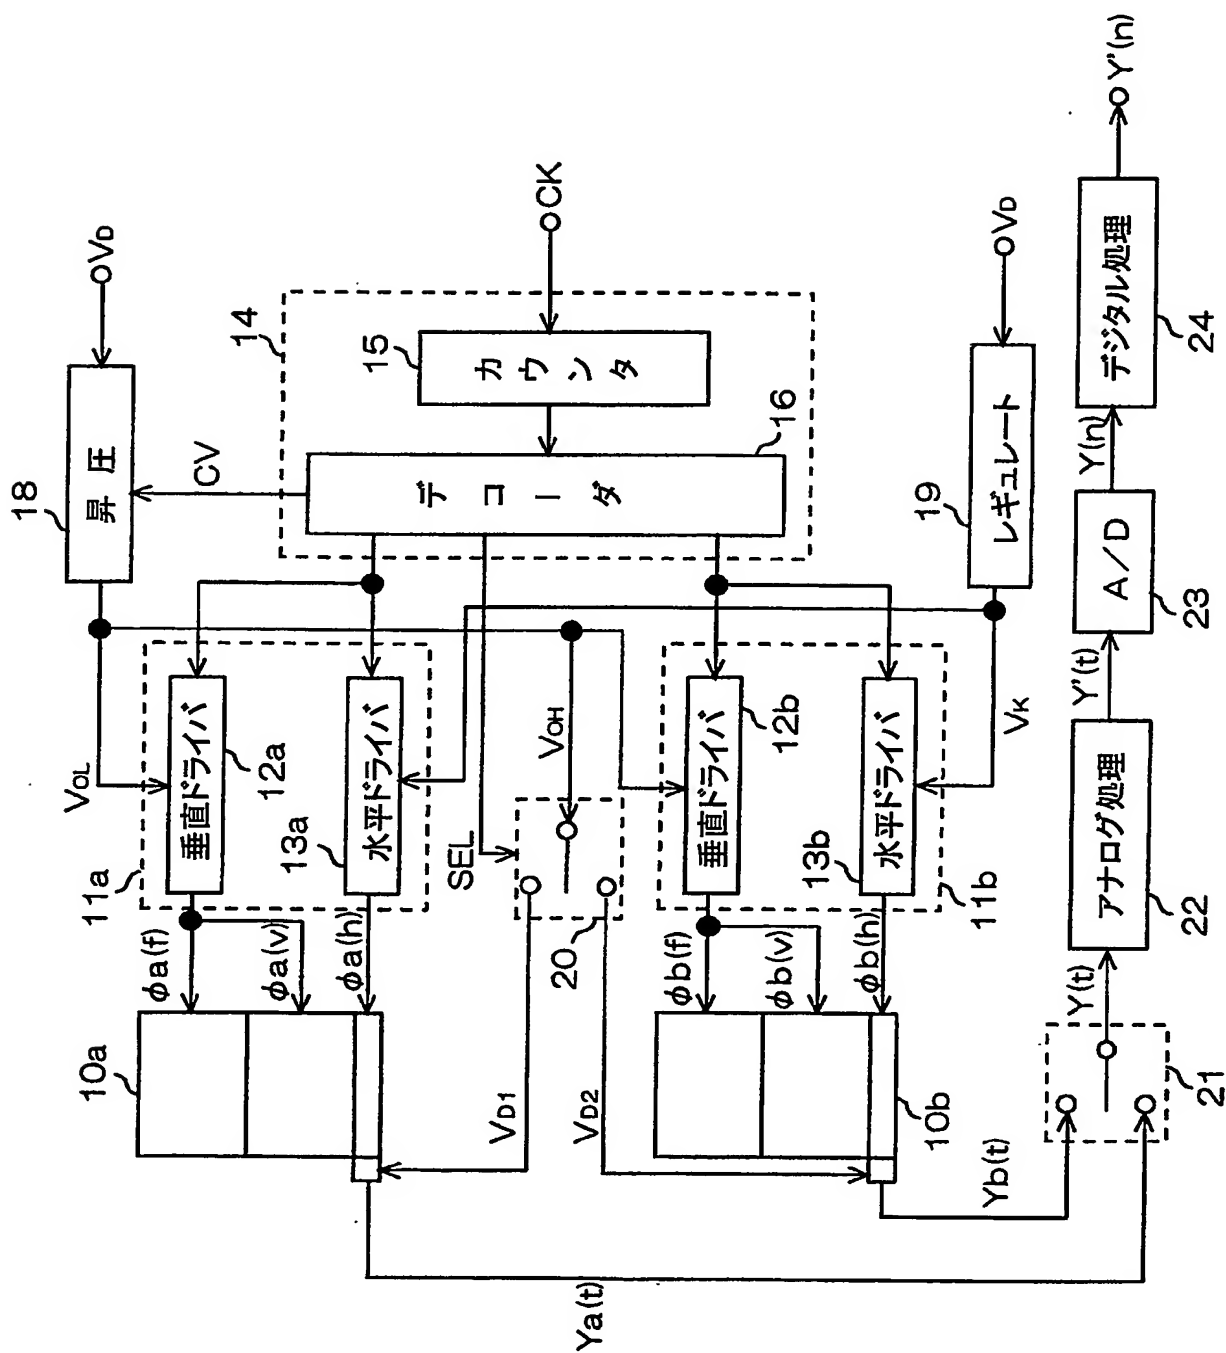 18
昇圧
VD
CV
VOL
14
15
カウンタ
CK
16
デコーダ
11a
垂直ドライバ
12a
13a
水平ドライバ
10a
φa(f)
φa(v)
φa(h)
SEL
VOH
20
VD1
VD2
垂直ドライバ
12b
13b
水平ドライバ
11b
10b
φb(f)
φb(v)
φb(h)
19
レギュレート
VD
VK
Ya(t)
Yb(t)
21
Y(t)
アナログ処理
22
Y'(t)
A/D
23
Y(n)
デジタル処理
24
Y'(n)